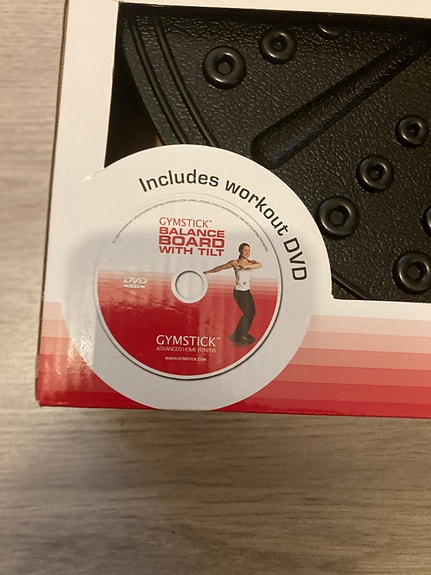 Includes workout DVD
GYMSTICK™
BALANCE
BOARD
WITH TILT
DVD
GYMSTICK™
ADVANCED HOME FITNESS
WWW.GYMSTICK.COM